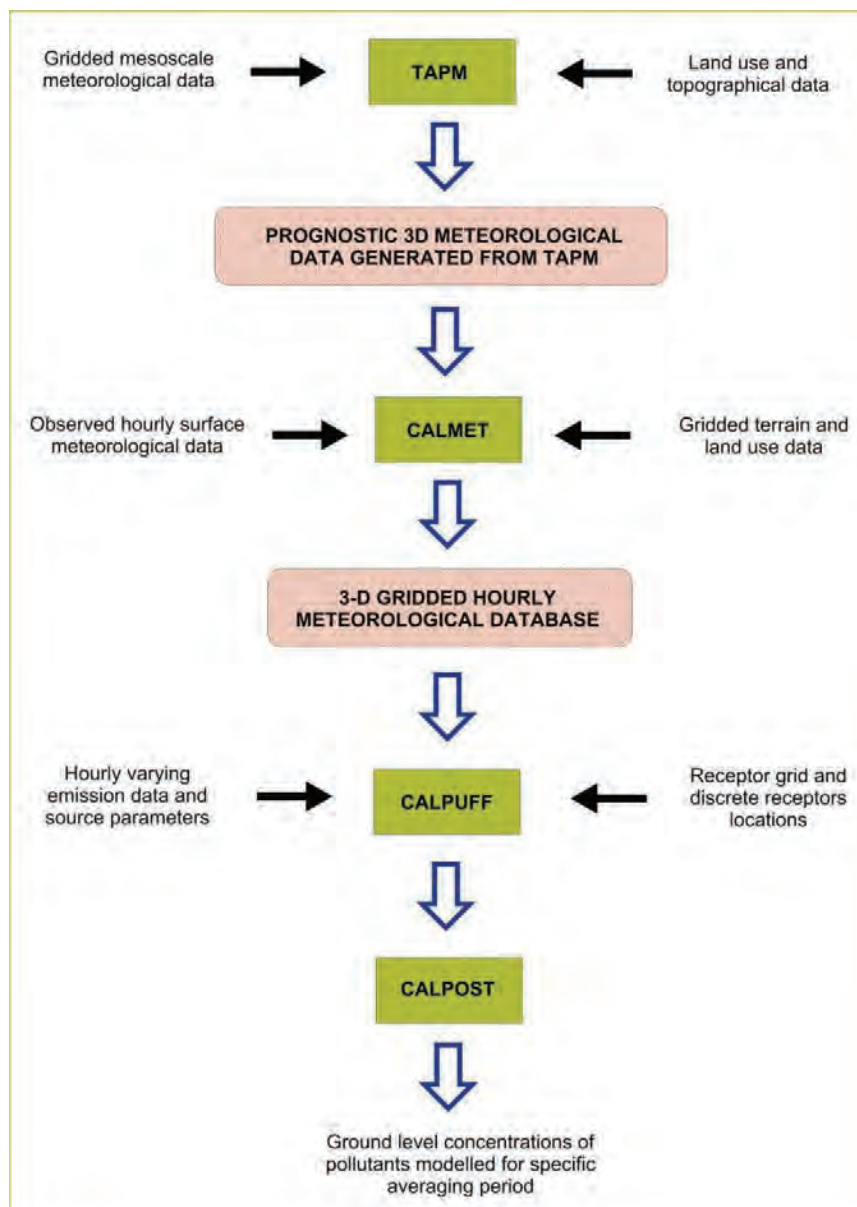 Gridded mesoscale
meteorological data
TAPM
Land use and
topographical data
PROGNOSTIC 3D METEOROLOGICAL
DATA GENERATED FROM TAPM
Observed hourly surface
meteorological data
CALMET
Gridded terrain and
land use data
3-D GRIDDED HOURLY
METEOROLOGICAL DATABASE
Hourly varying
emission data and
source parameters
CALPUFF
Receptor grid and
discrete receptors
locations
CALPOST
Ground level concentrations of
pollutants modelled for specific
averaging period